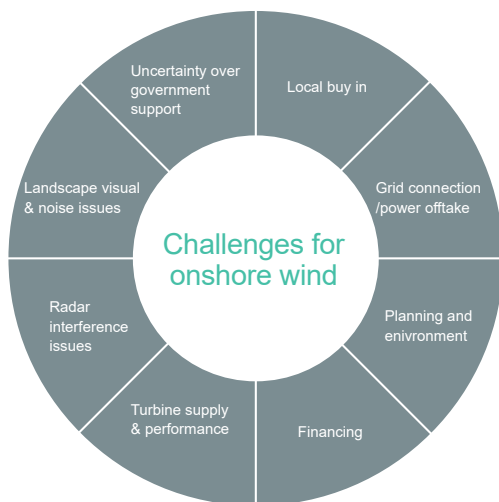 Challenges for
onshore wind
Local buy in
Grid connection
/power offtake
Planning and
enivronment
Financing
Turbine supply
& performance
Radar
interference
issues
Landscape visual
& noise issues
Uncertainty over
government
support